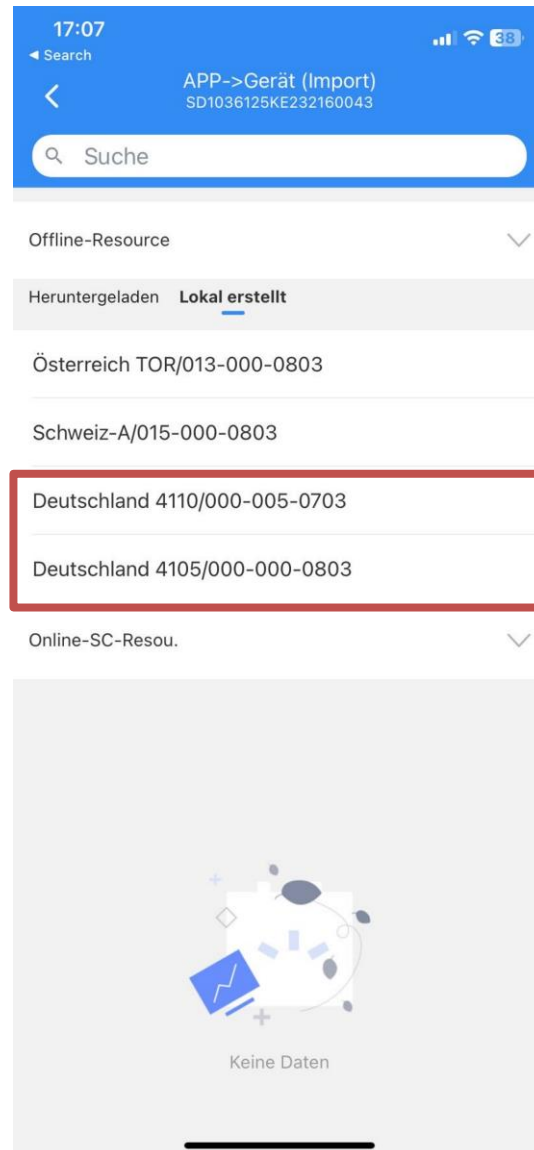 17:07
◀ Search
38
APP->Gerät (Import)
SD1036125KE232160043
Suche
Offline-Resource
Heruntergeladen Lokal erstellt
Österreich TOR/013-000-0803
Schweiz-A/015-000-0803
Deutschland 4110/000-005-0703
Deutschland 4105/000-000-0803
Online-SC-Resou.
Keine Daten